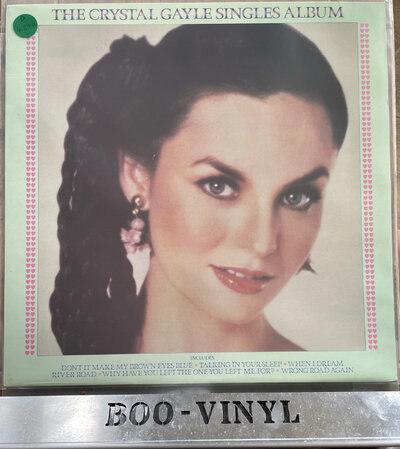 THE CRYSTAL GAYLE SINGLES ALBUM
INCLUDES
DON'T IT MAKE MY BROWN EYES BLUE • TALKING IN YOUR SLEEP • WHEN I DREAM
RIVER ROAD • WHY HAVE YOU LEFT THE ONE YOU LEFT ME FOR? • WRONG ROAD AGAIN
BOO-VINYL